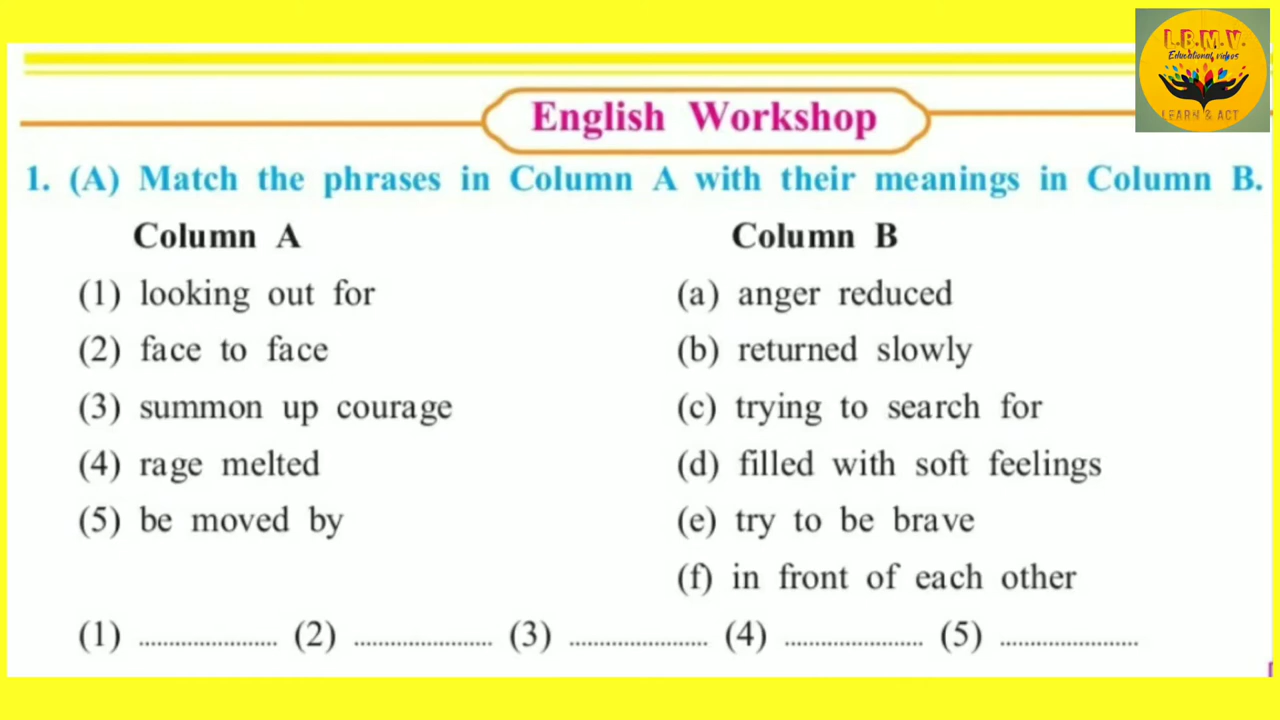 L.B.M.V.
Educational videos
LEARN & ACT
English Workshop
1. (A) Match the phrases in Column A with their meanings in Column B.
Column A Column B
(1) looking out for (a) anger reduced
(2) face to face (b) returned slowly
(3) summon up courage (c) trying to search for
(4) rage melted (d) filled with soft feelings
(5) be moved by (e) try to be brave
(f) in front of each other
(1) ....................... (2) ....................... (3) ....................... (4) ....................... (5) .......................